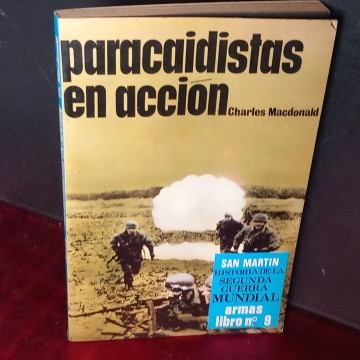 paracaidistas
en acción
Charles Macdonald
SAN MARTIN
HISTORIA DE LA
SEGUNDA
GUERRA
MUNDIAL
armas
libro nº 9